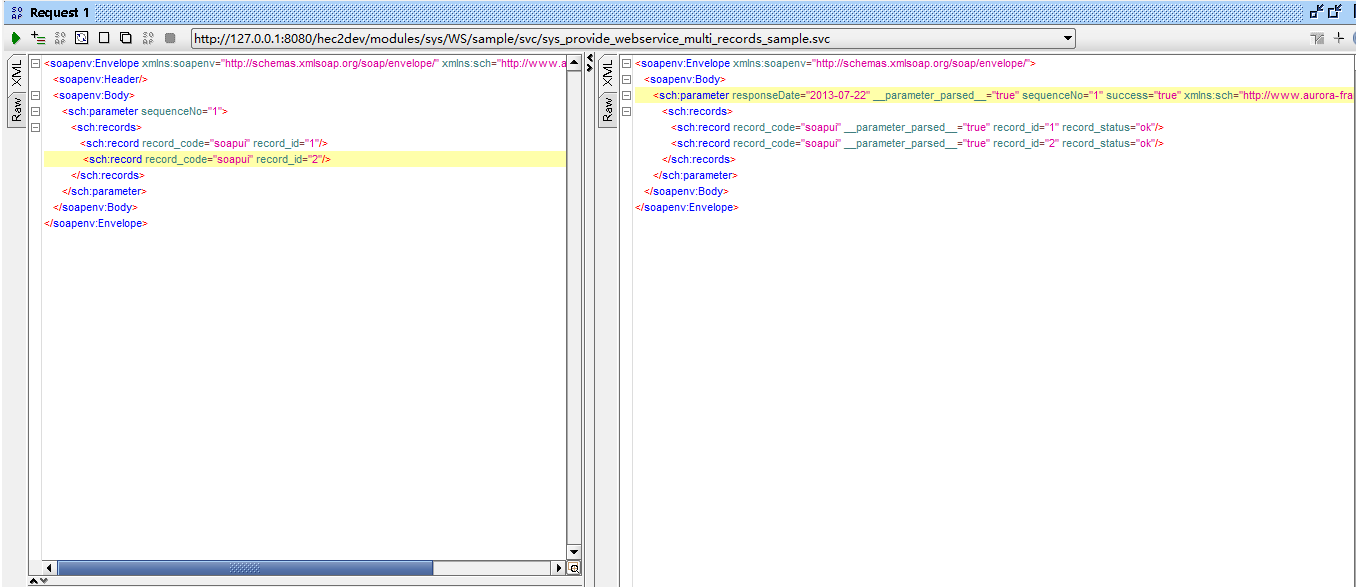 SO AP Request 1
SO AP SO AP http://127.0.0.1:8080/hec2dev/modules/sys/WS/sample/svc/sys_provide_webservice_multi_records_sample.svc
XML
Raw
<soapenv:Envelope xmlns:soapenv="http://schemas.xmlsoap.org/soap/envelope/" xmlns:sch="http://www.a
<soapenv:Header/>
<soapenv:Body>
<sch:parameter sequenceNo="1">
<sch:records>
<sch:record record_code="soapui" record_id="1"/>
<sch:record record_code="soapui" record_id="2"/>
</sch:records>
</sch:parameter>
</soapenv:Body>
</soapenv:Envelope>
XML
Raw
<soapenv:Envelope xmlns:soapenv="http://schemas.xmlsoap.org/soap/envelope/">
<soapenv:Body>
<sch:parameter responseDate="2013-07-22" __parameter_parsed__="true" sequenceNo="1" success="true" xmlns:sch="http://www.aurora-fra
<sch:records>
<sch:record record_code="soapui" __parameter_parsed__="true" record_id="1" record_status="ok"/>
<sch:record record_code="soapui" __parameter_parsed__="true" record_id="2" record_status="ok"/>
</sch:records>
</sch:parameter>
</soapenv:Body>
</soapenv:Envelope>